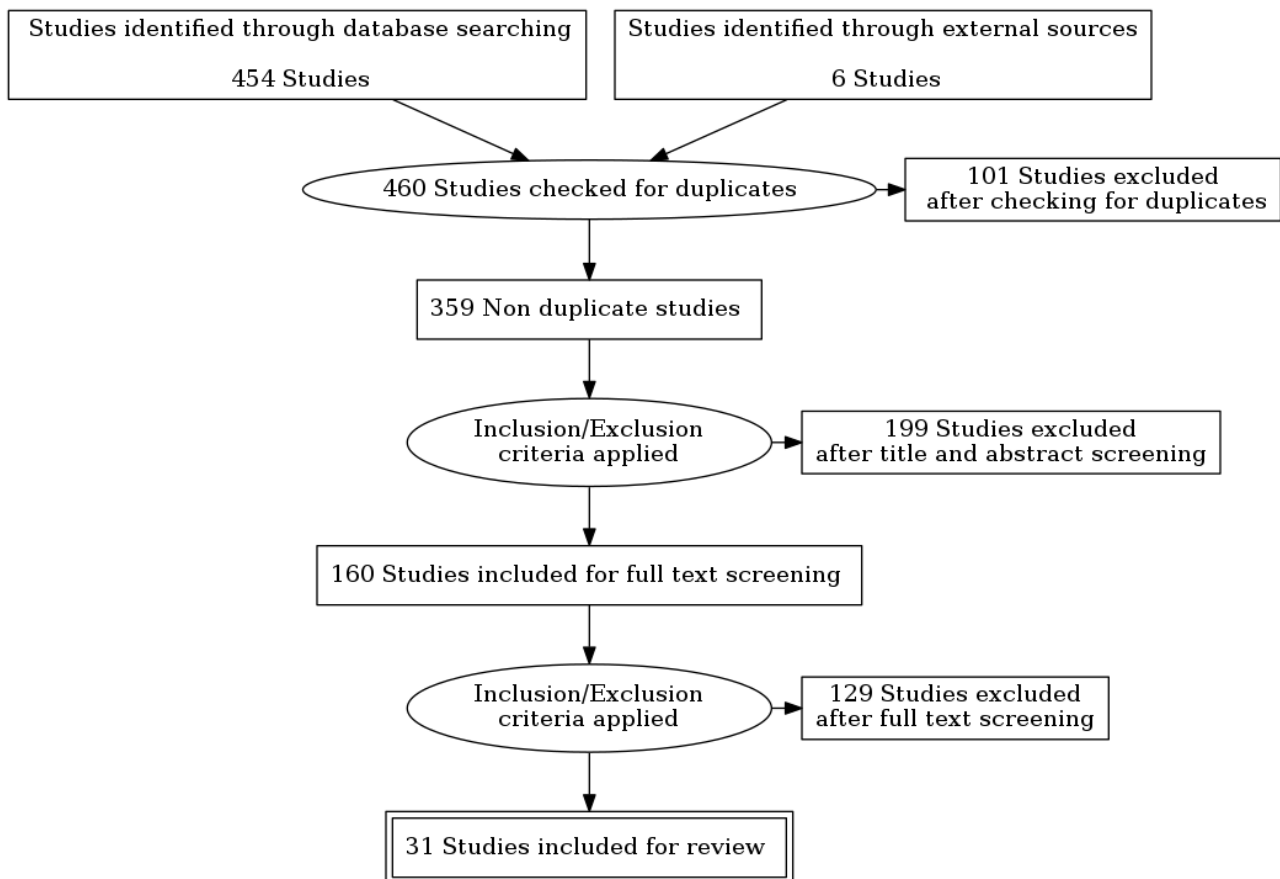 Studies identified through database searching
454 Studies
Studies identified through external sources
6 Studies
460 Studies checked for duplicates
101 Studies excluded
after checking for duplicates
359 Non duplicate studies
Inclusion/Exclusion
criteria applied
199 Studies excluded
after title and abstract screening
160 Studies included for full text screening
Inclusion/Exclusion
criteria applied
129 Studies excluded
after full text screening
31 Studies included for review